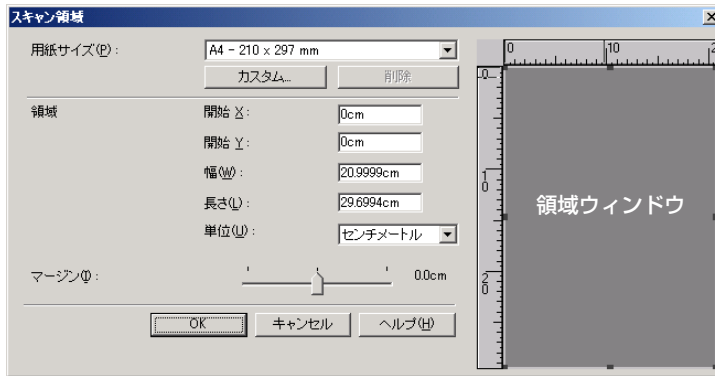 スキャン領域
用紙サイズ(P):
A4 - 210 x 297 mm
カスタム...
削除
領域
開始 X:
0cm
開始 Y:
0cm
幅(W):
20.9999cm
長さ(L):
29.6994cm
単位(U):
センチメートル
マージン(I):
0.0cm
OK
キャンセル
ヘルプ(H)
0
10
0
10
20
領域ウィンドウ